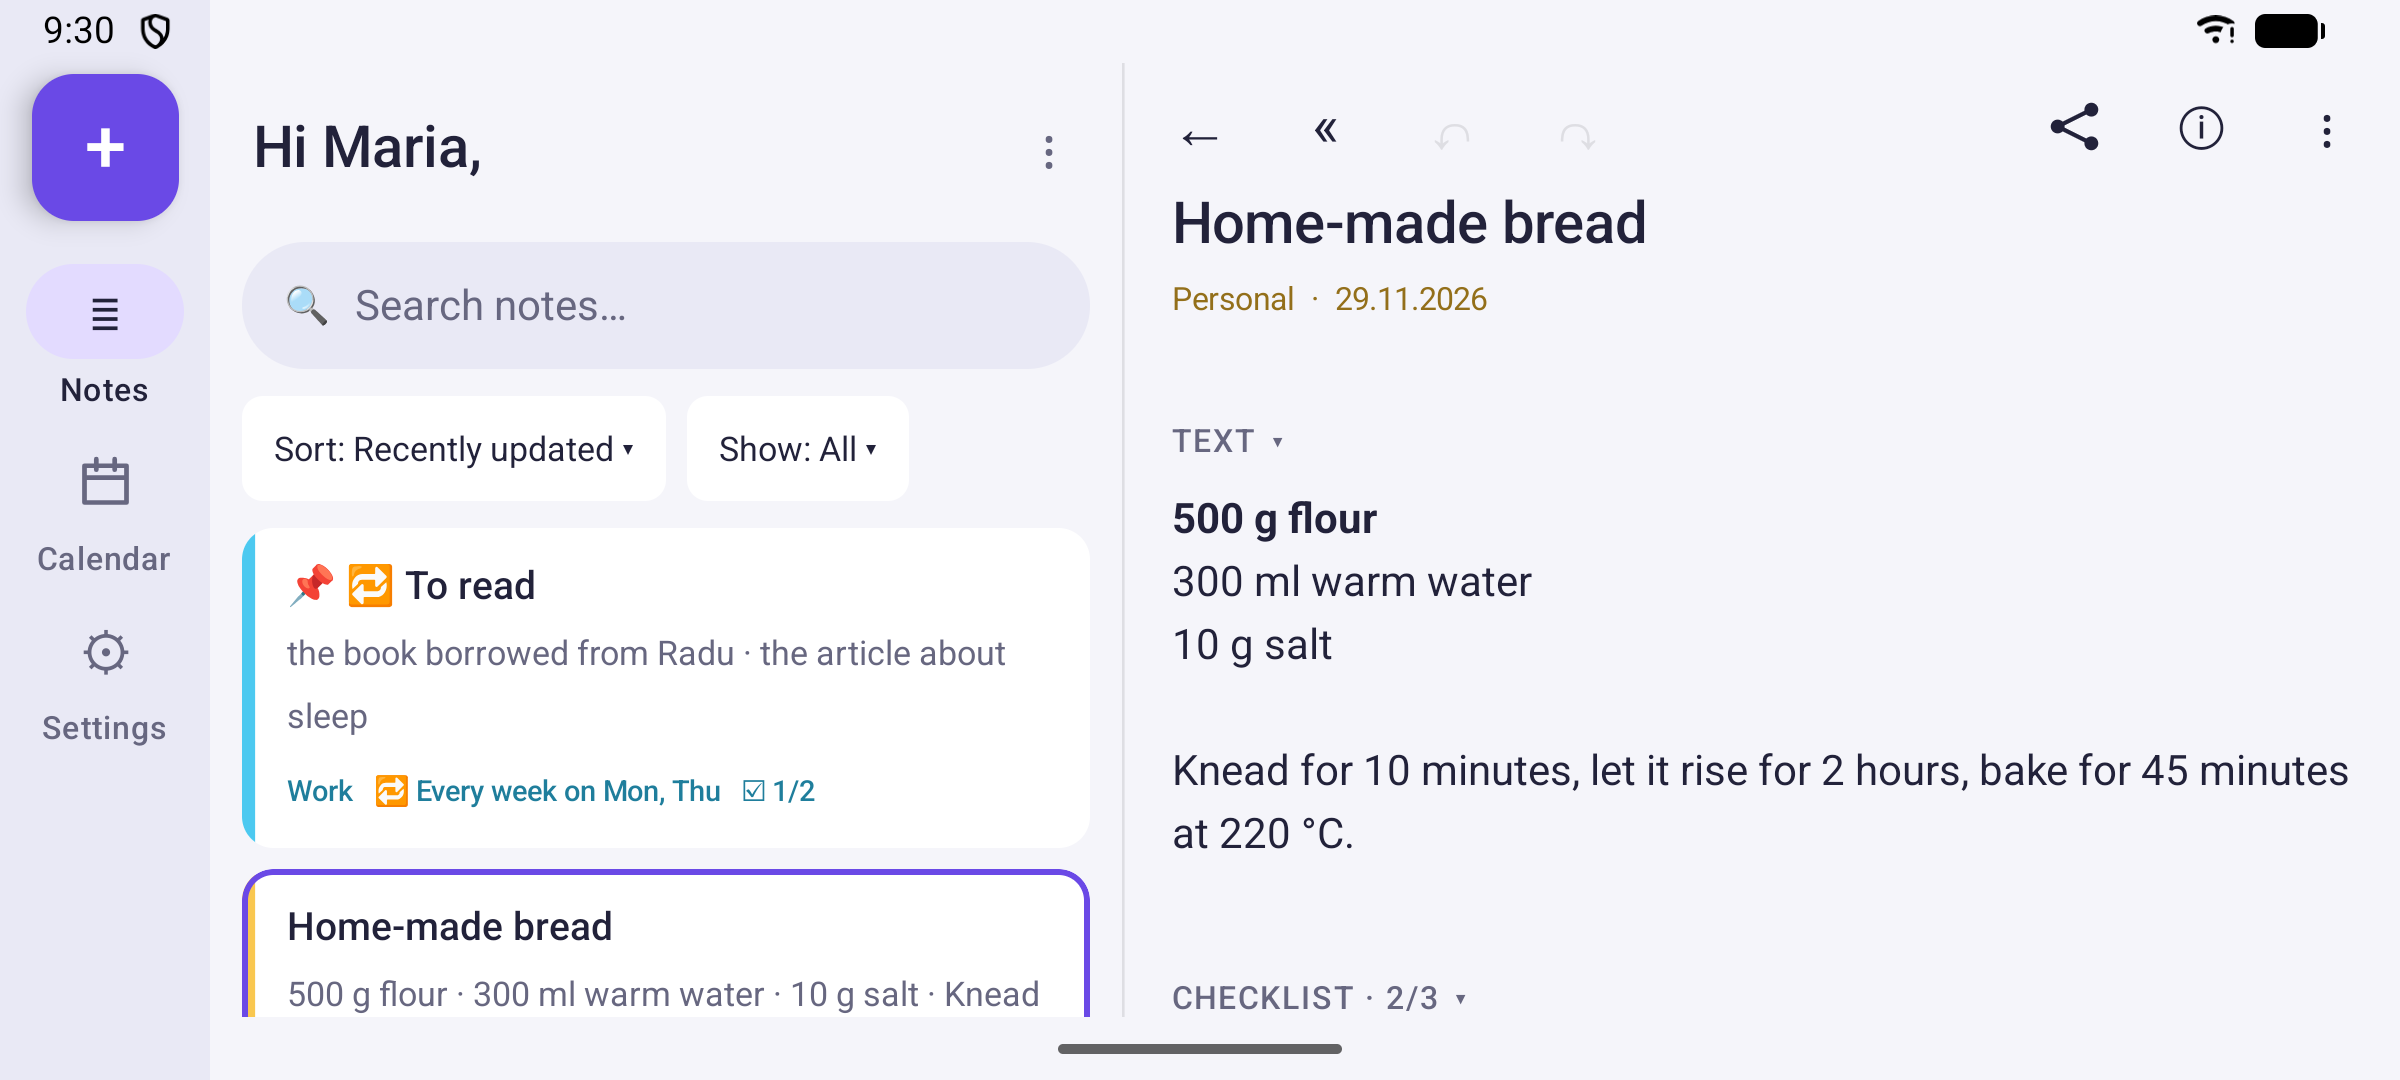 9:30
+
Notes
Calendar
Settings
Hi Maria,
🔍 Search notes...
Sort: Recently updated ▾
Show: All ▾
📌 🔁 To read
the book borrowed from Radu · the article about
sleep
Work 🔁 Every week on Mon, Thu ☑ 1/2
Home-made bread
500 g flour · 300 ml warm water · 10 g salt · Knead
← «
Home-made bread
Personal · 29.11.2026
TEXT ▾
500 g flour
300 ml warm water
10 g salt
Knead for 10 minutes, let it rise for 2 hours, bake for 45 minutes
at 220 °C.
CHECKLIST · 2/3 ▾